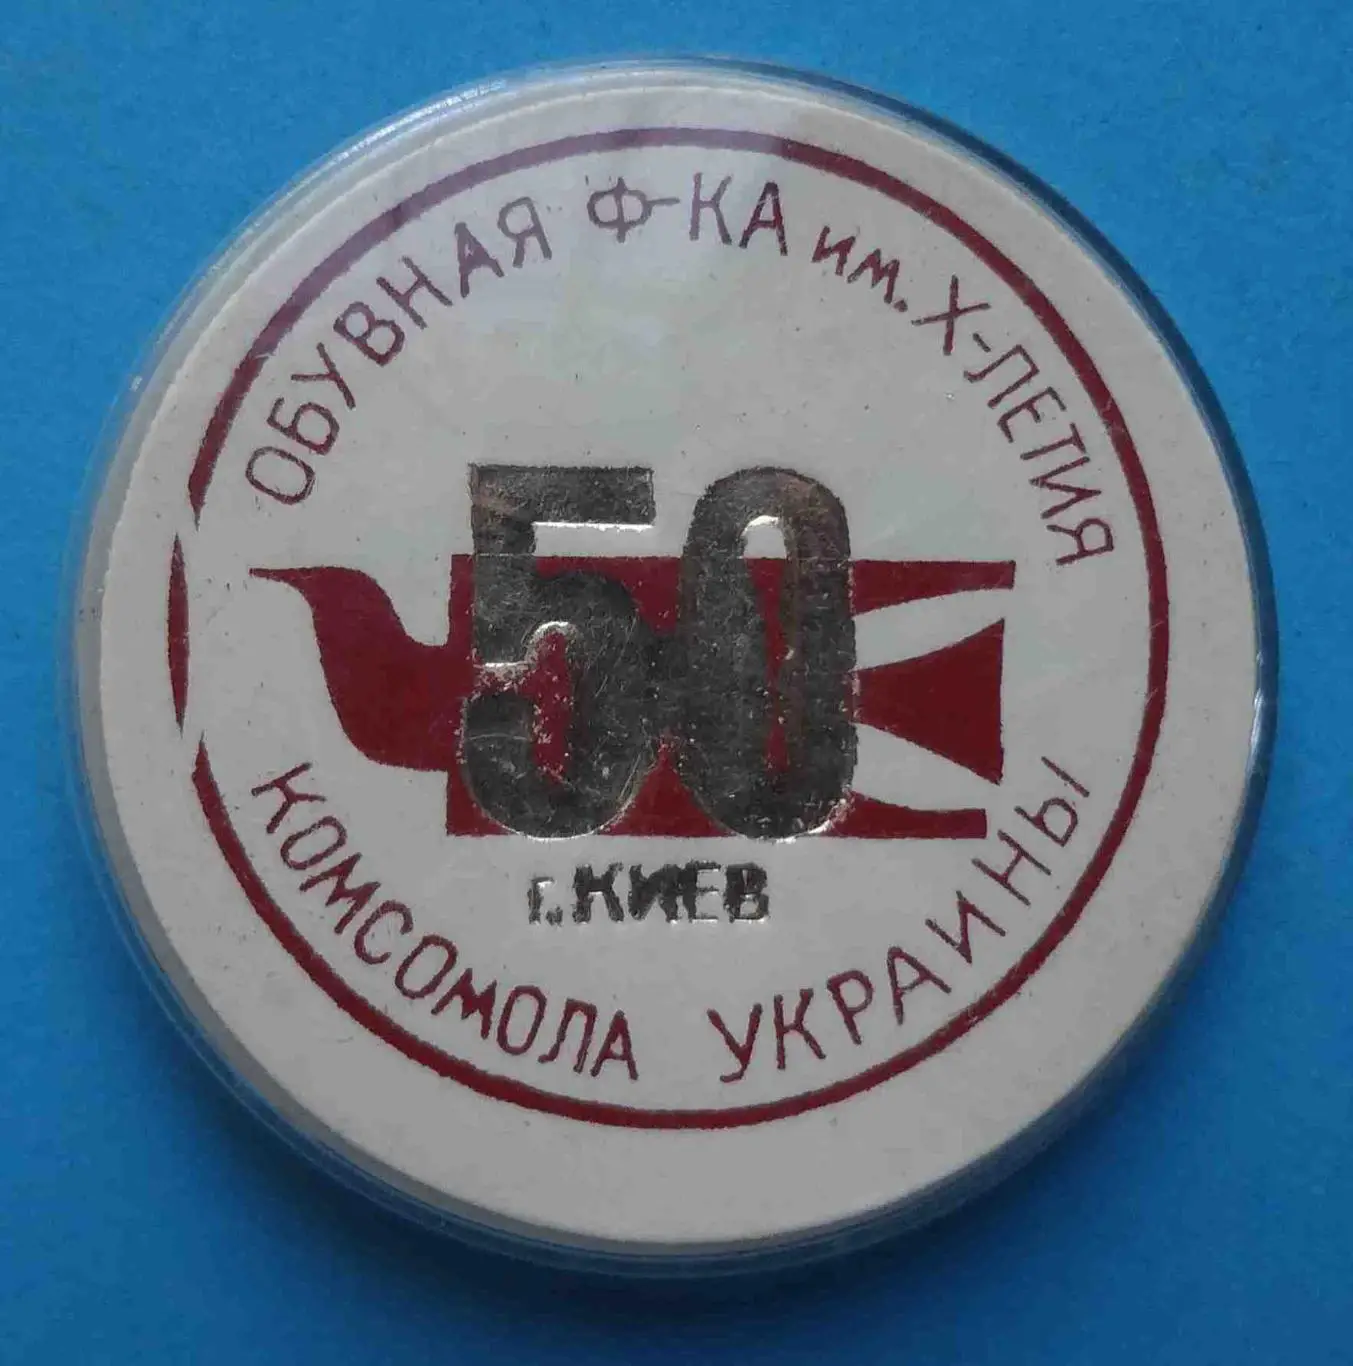 ОБУВНАЯ Ф-КА им. X-ЛЕТИЯ
КОМСОМОЛА УКРАИНЫ
50
г. КИЕВ